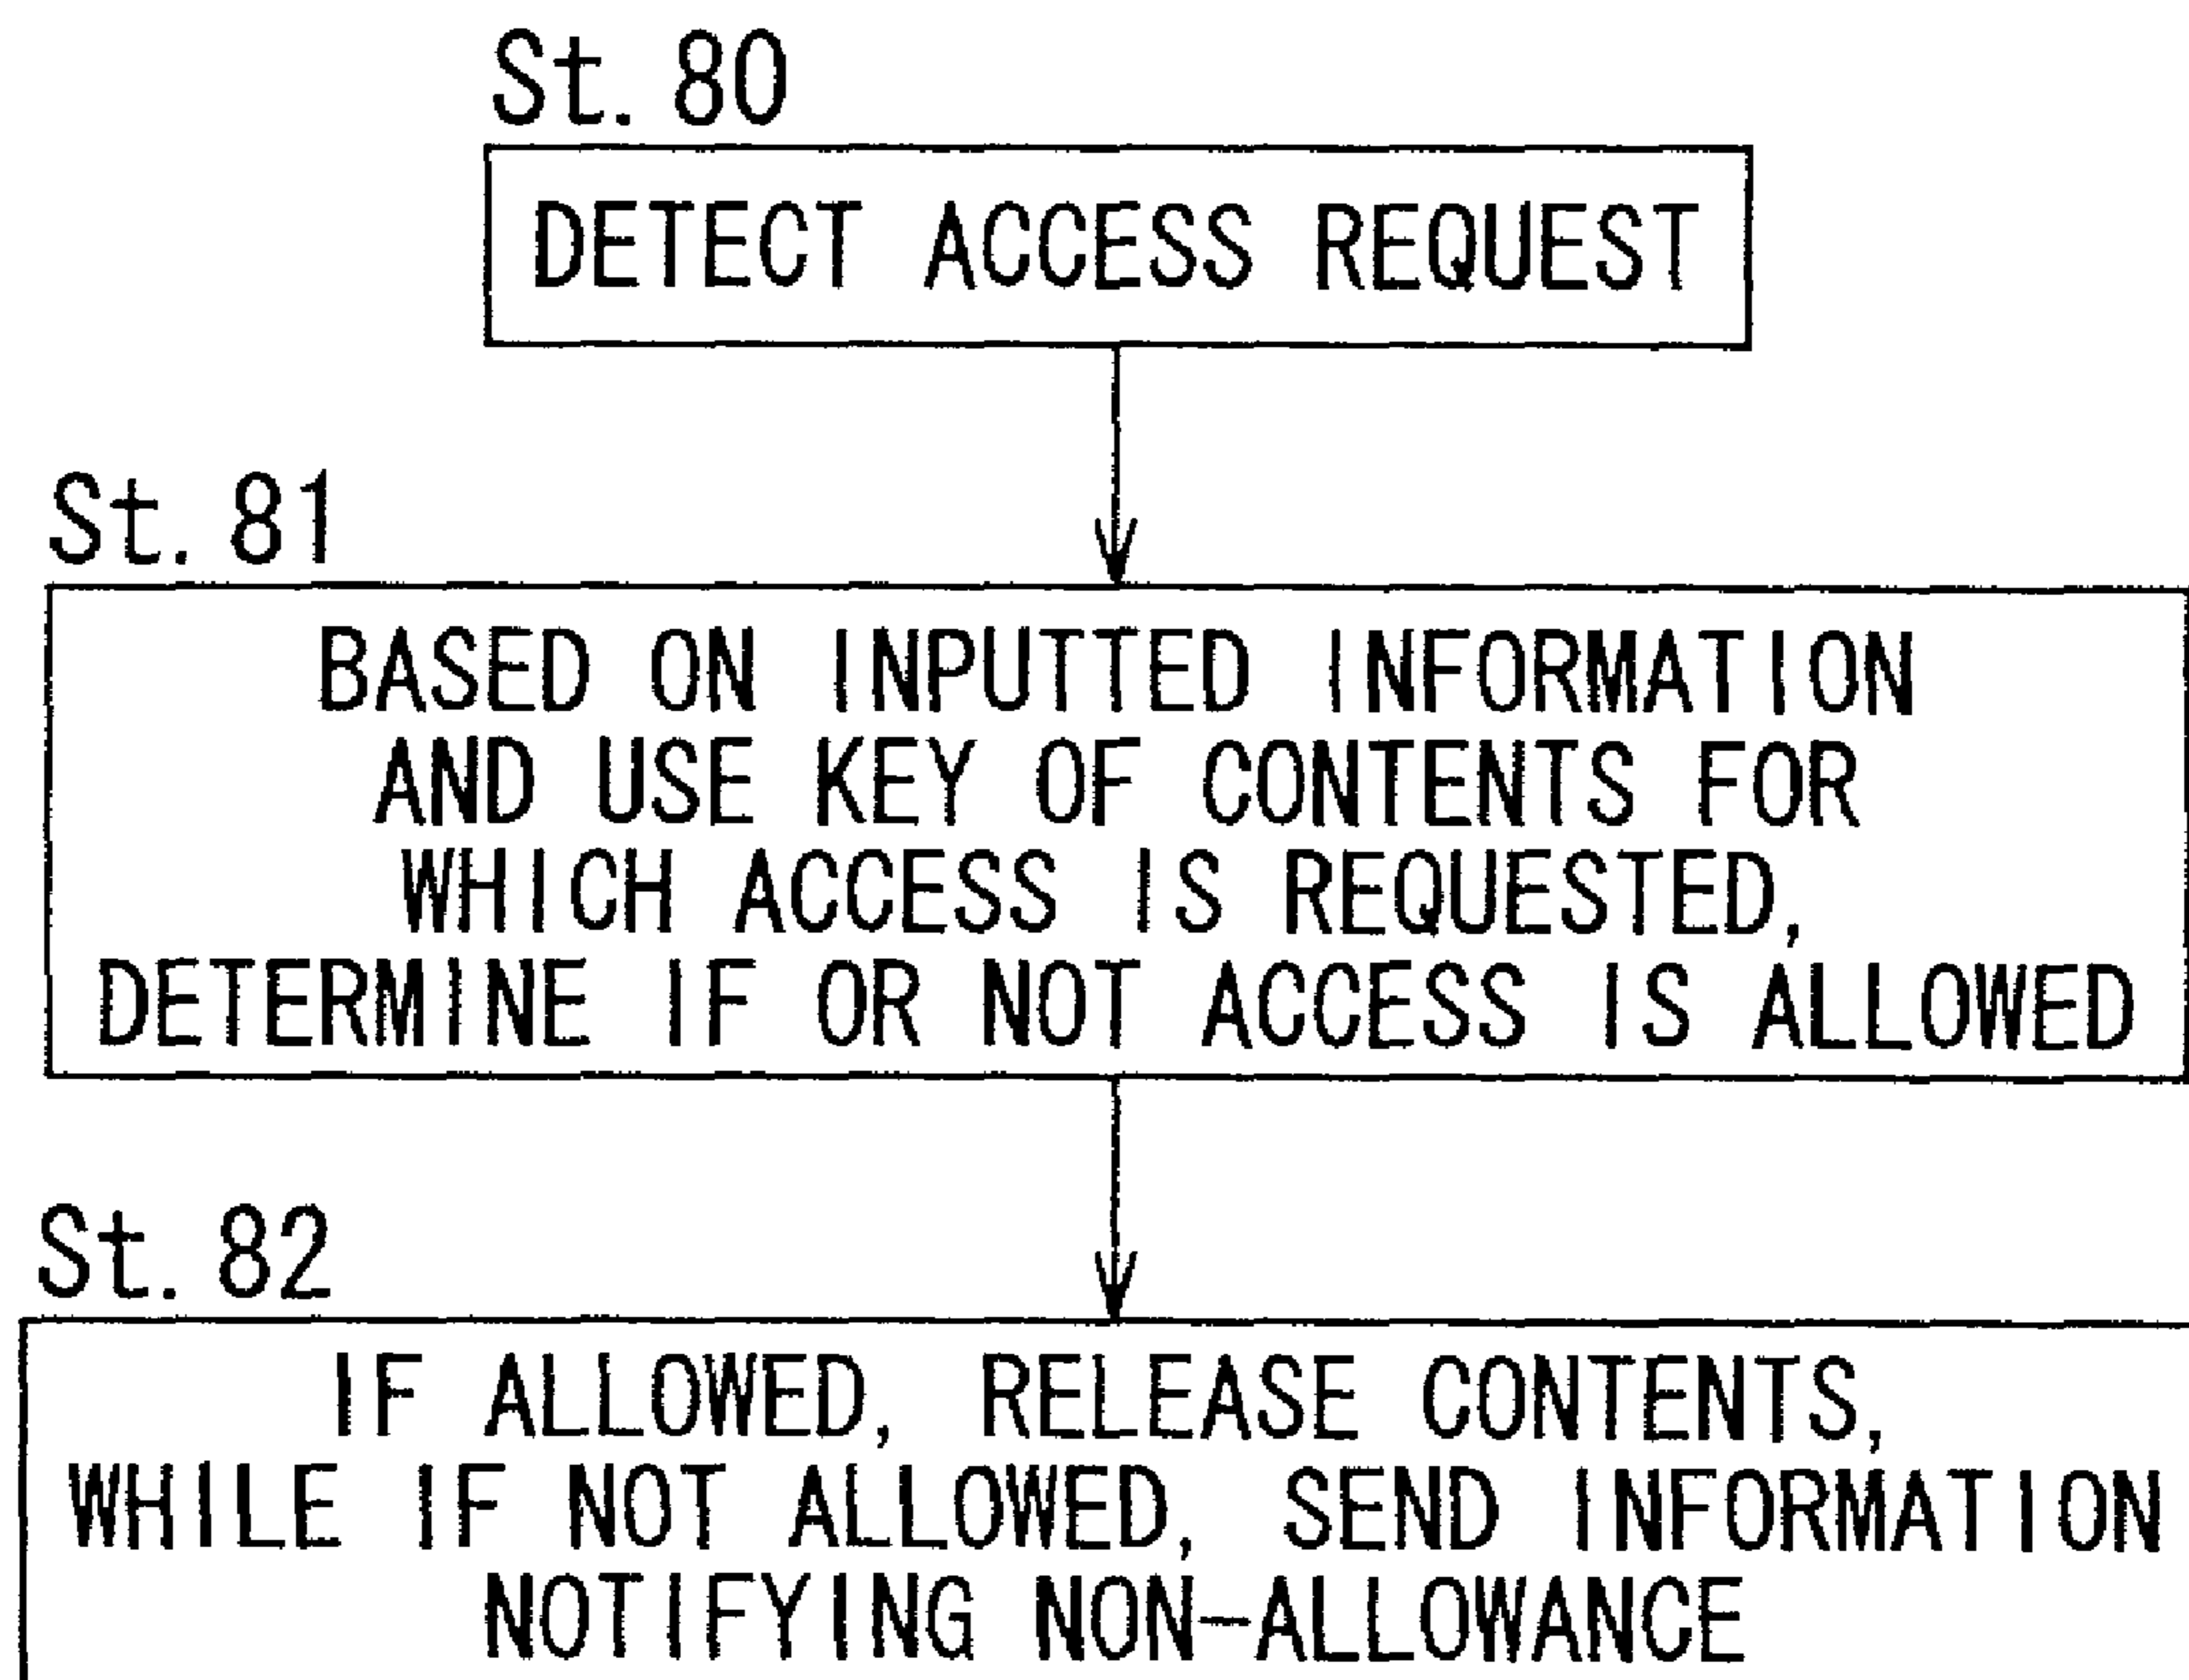 St. 80
DETECT ACCESS REQUEST
St. 81
BASED ON INPUTTED INFORMATION
AND USE KEY OF CONTENTS FOR
WHICH ACCESS IS REQUESTED,
DETERMINE IF OR NOT ACCESS IS ALLOWED
St. 82
IF ALLOWED, RELEASE CONTENTS,
WHILE IF NOT ALLOWED, SEND INFORMATION
NOTIFYING NON-ALLOWANCE